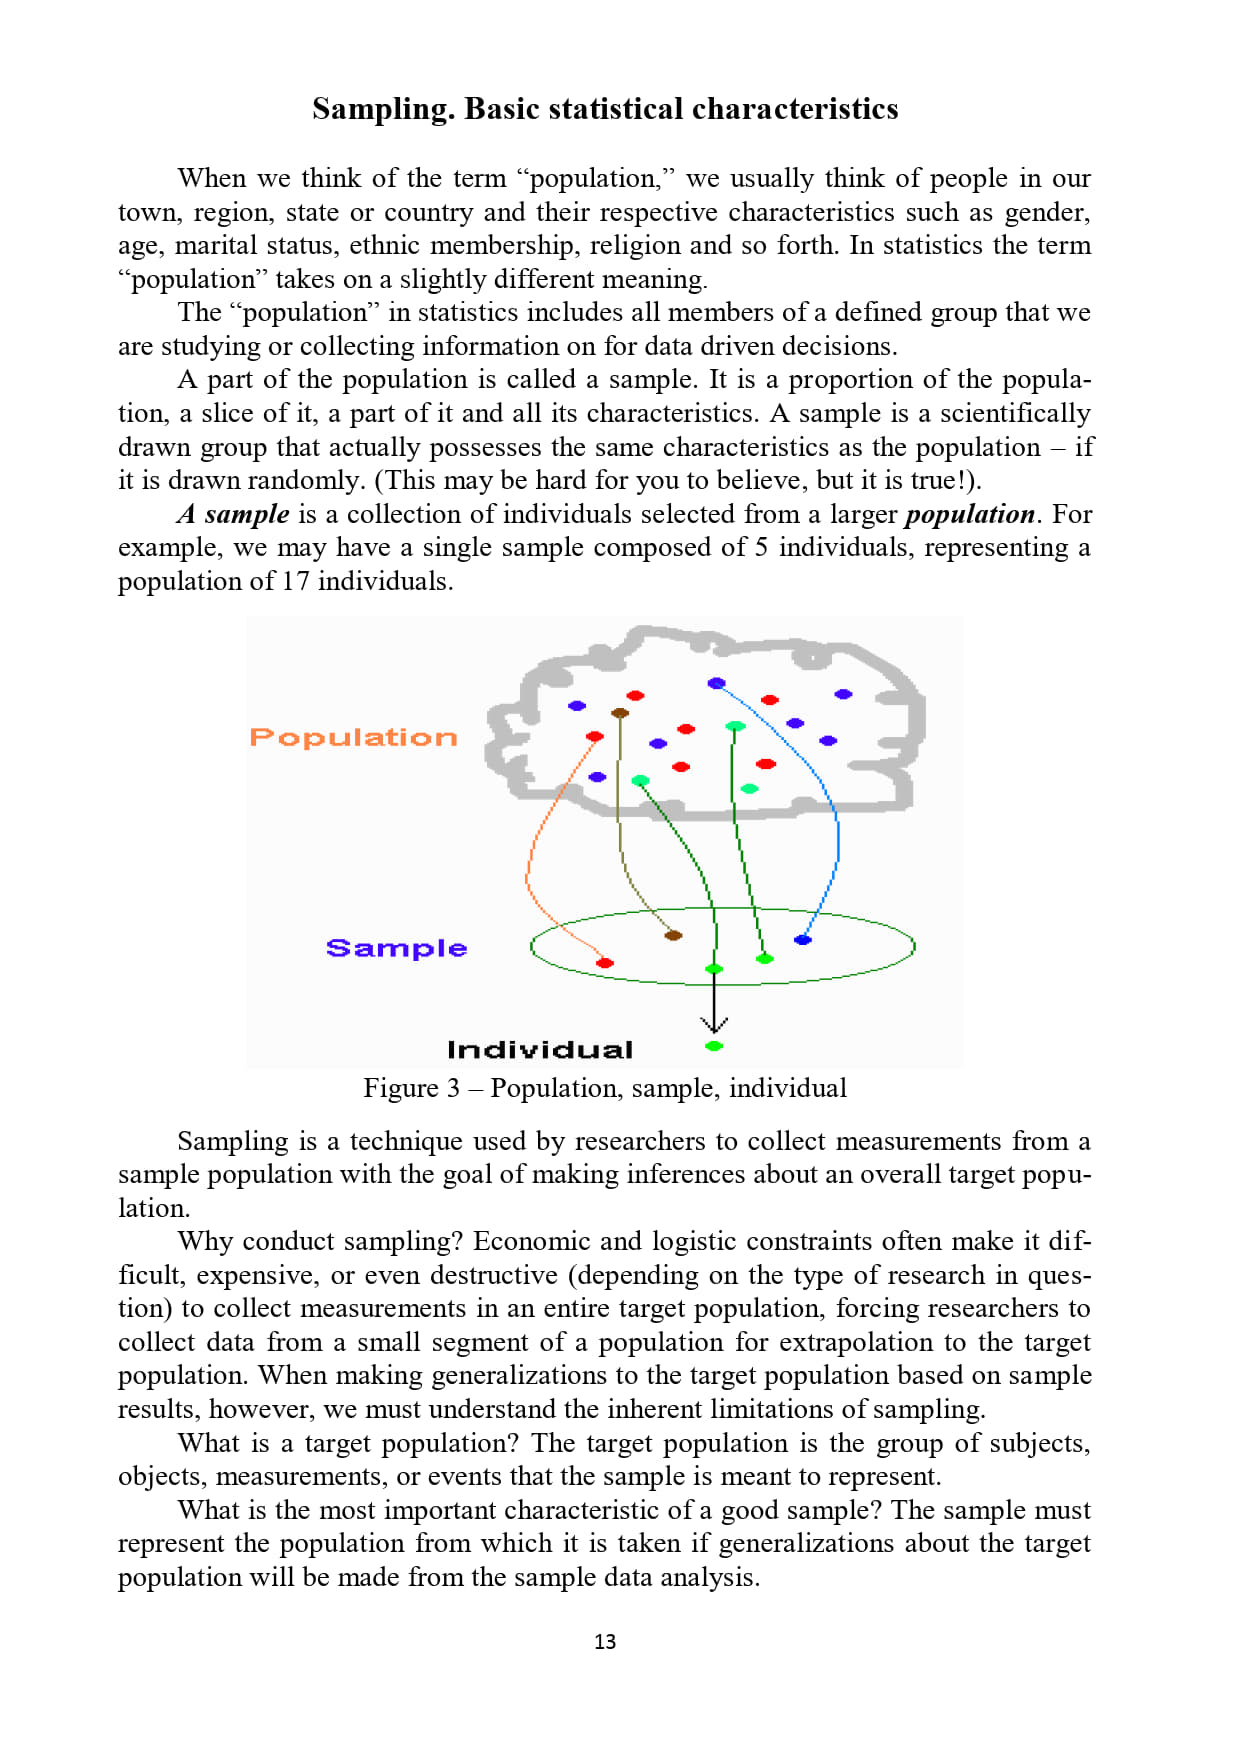 Sampling. Basic statistical characteristics
When we think of the term “population,” we usually think of people in our
town, region, state or country and their respective characteristics such as gender,
age, marital status, ethnic membership, religion and so forth. In statistics the term
“population” takes on a slightly different meaning.
The “population” in statistics includes all members of a defined group that we
are studying or collecting information on for data driven decisions.
A part of the population is called a sample. It is a proportion of the popula-
tion, a slice of it, a part of it and all its characteristics. A sample is a scientifically
drawn group that actually possesses the same characteristics as the population – if
it is drawn randomly. (This may be hard for you to believe, but it is true!).
A sample is a collection of individuals selected from a larger population. For
example, we may have a single sample composed of 5 individuals, representing a
population of 17 individuals.
Population
Sample
Individual
Figure 3 – Population, sample, individual
Sampling is a technique used by researchers to collect measurements from a
sample population with the goal of making inferences about an overall target popu-
lation.
Why conduct sampling? Economic and logistic constraints often make it dif-
ficult, expensive, or even destructive (depending on the type of research in ques-
tion) to collect measurements in an entire target population, forcing researchers to
collect data from a small segment of a population for extrapolation to the target
population. When making generalizations to the target population based on sample
results, however, we must understand the inherent limitations of sampling.
What is a target population? The target population is the group of subjects,
objects, measurements, or events that the sample is meant to represent.
What is the most important characteristic of a good sample? The sample must
represent the population from which it is taken if generalizations about the target
population will be made from the sample data analysis.
13